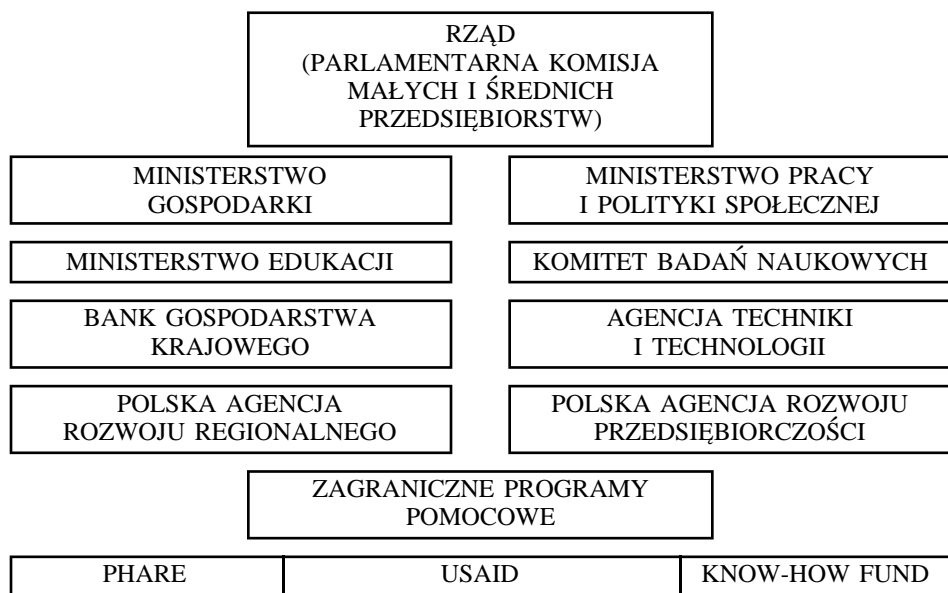 RZĄD
(PARLAMENTARNA KOMISJA
MAŁYCH I ŚREDNICH
PRZEDSIĘBIORSTW)
MINISTERSTWO
GOSPODARKI
MINISTERSTWO PRACY
I POLITYKI SPOŁECZNEJ
MINISTERSTWO EDUKACJI
KOMITET BADAŃ NAUKOWYCH
BANK GOSPODARSTWA
KRAJOWEGO
AGENCJA TECHNIKI
I TECHNOLOGII
POLSKA AGENCJA
ROZWOJU REGIONALNEGO
POLSKA AGENCJA ROZWOJU
PRZEDSIĘBIORCZOŚCI
ZAGRANICZNE PROGRAMY
POMOCOWE
PHARE
USAID
KNOW-HOW FUND